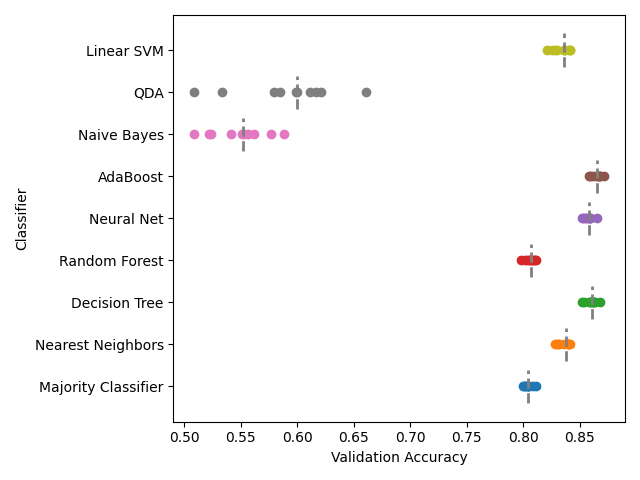 Linear SVM
QDA
Naive Bayes
AdaBoost
Neural Net
Random Forest
Decision Tree
Nearest Neighbors
Majority Classifier
Classifier
0.50 0.55 0.60 0.65 0.70 0.75 0.80 0.85
Validation Accuracy